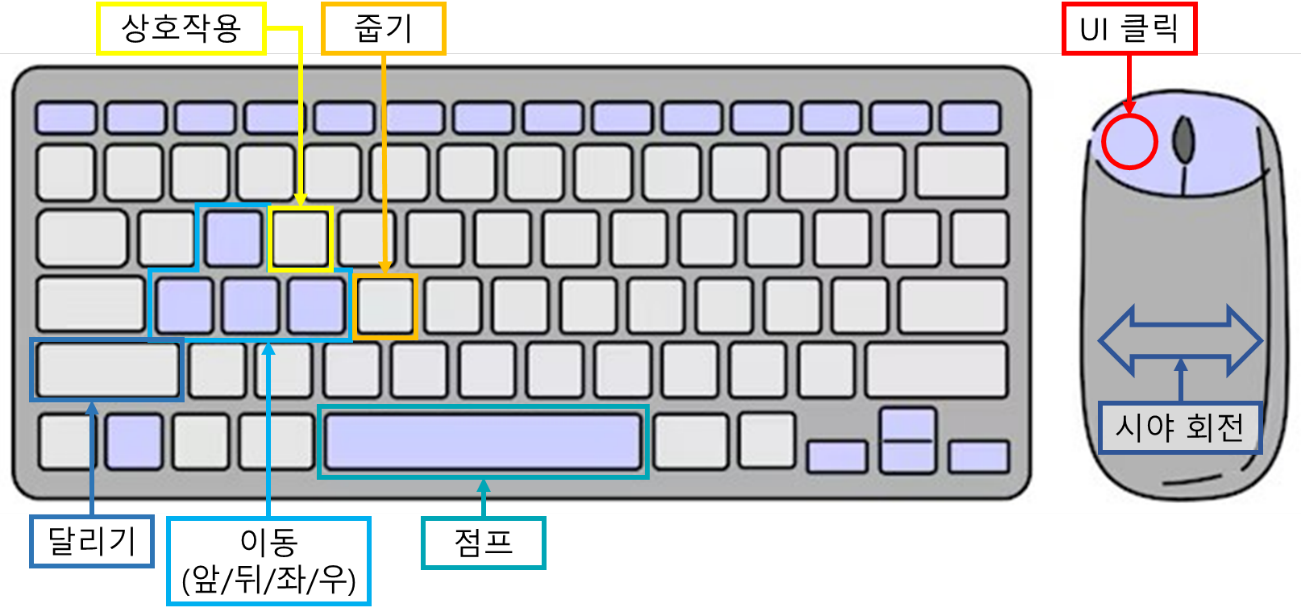 상호작용
줍기
UI 클릭
시야 회전
달리기
이동
(앞/뒤/좌/우)
점프